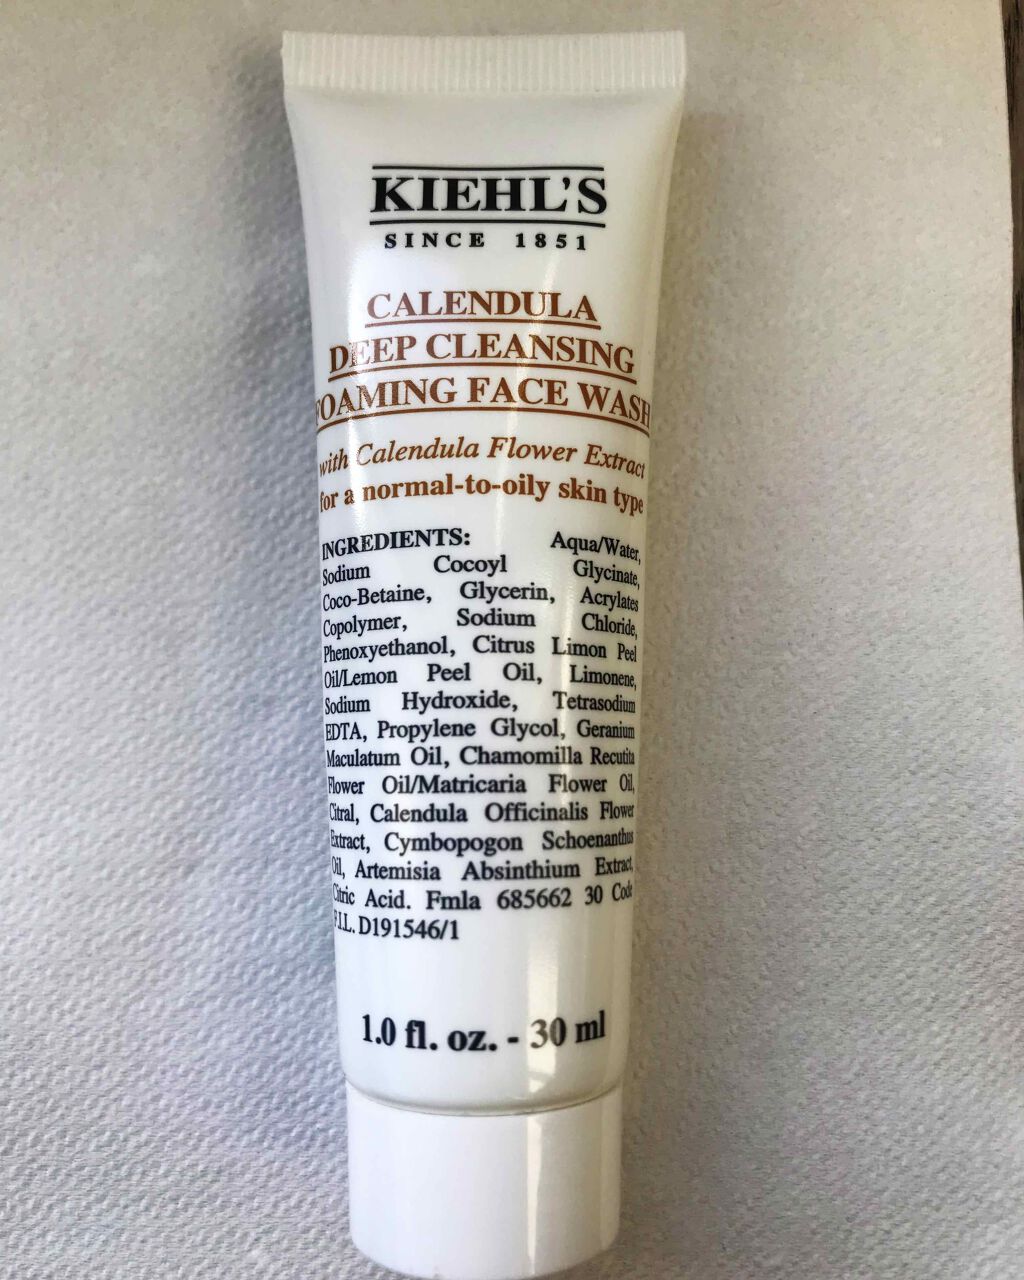 KIEHL'S
SINCE 1851
CALENDULA
DEEP CLEANSING
FOAMING FACE WASH
with Calendula Flower Extract
for a normal-to-oily skin type
INGREDIENTS: Aqua/Water,
Sodium Cocoyl Glycinate,
Coco-Betaine, Glycerin, Acrylates
Copolymer, Sodium Chloride,
Phenoxyethanol, Citrus Limon Peel
Oil/Lemon Peel Oil, Limonene,
Sodium Hydroxide, Tetrasodium
EDTA, Propylene Glycol, Geranium
Maculatum Oil, Chamomilla Recutita
Flower Oil/Matricaria Flower Oil,
Citral, Calendula Officinalis Flower
Extract, Cymbopogon Schoenanthus
Oil, Artemisia Absinthium Extract,
Citric Acid. Fmla 685662 30 Code
F.I.L. D191546/1
1.0 fl. oz. - 30 ml